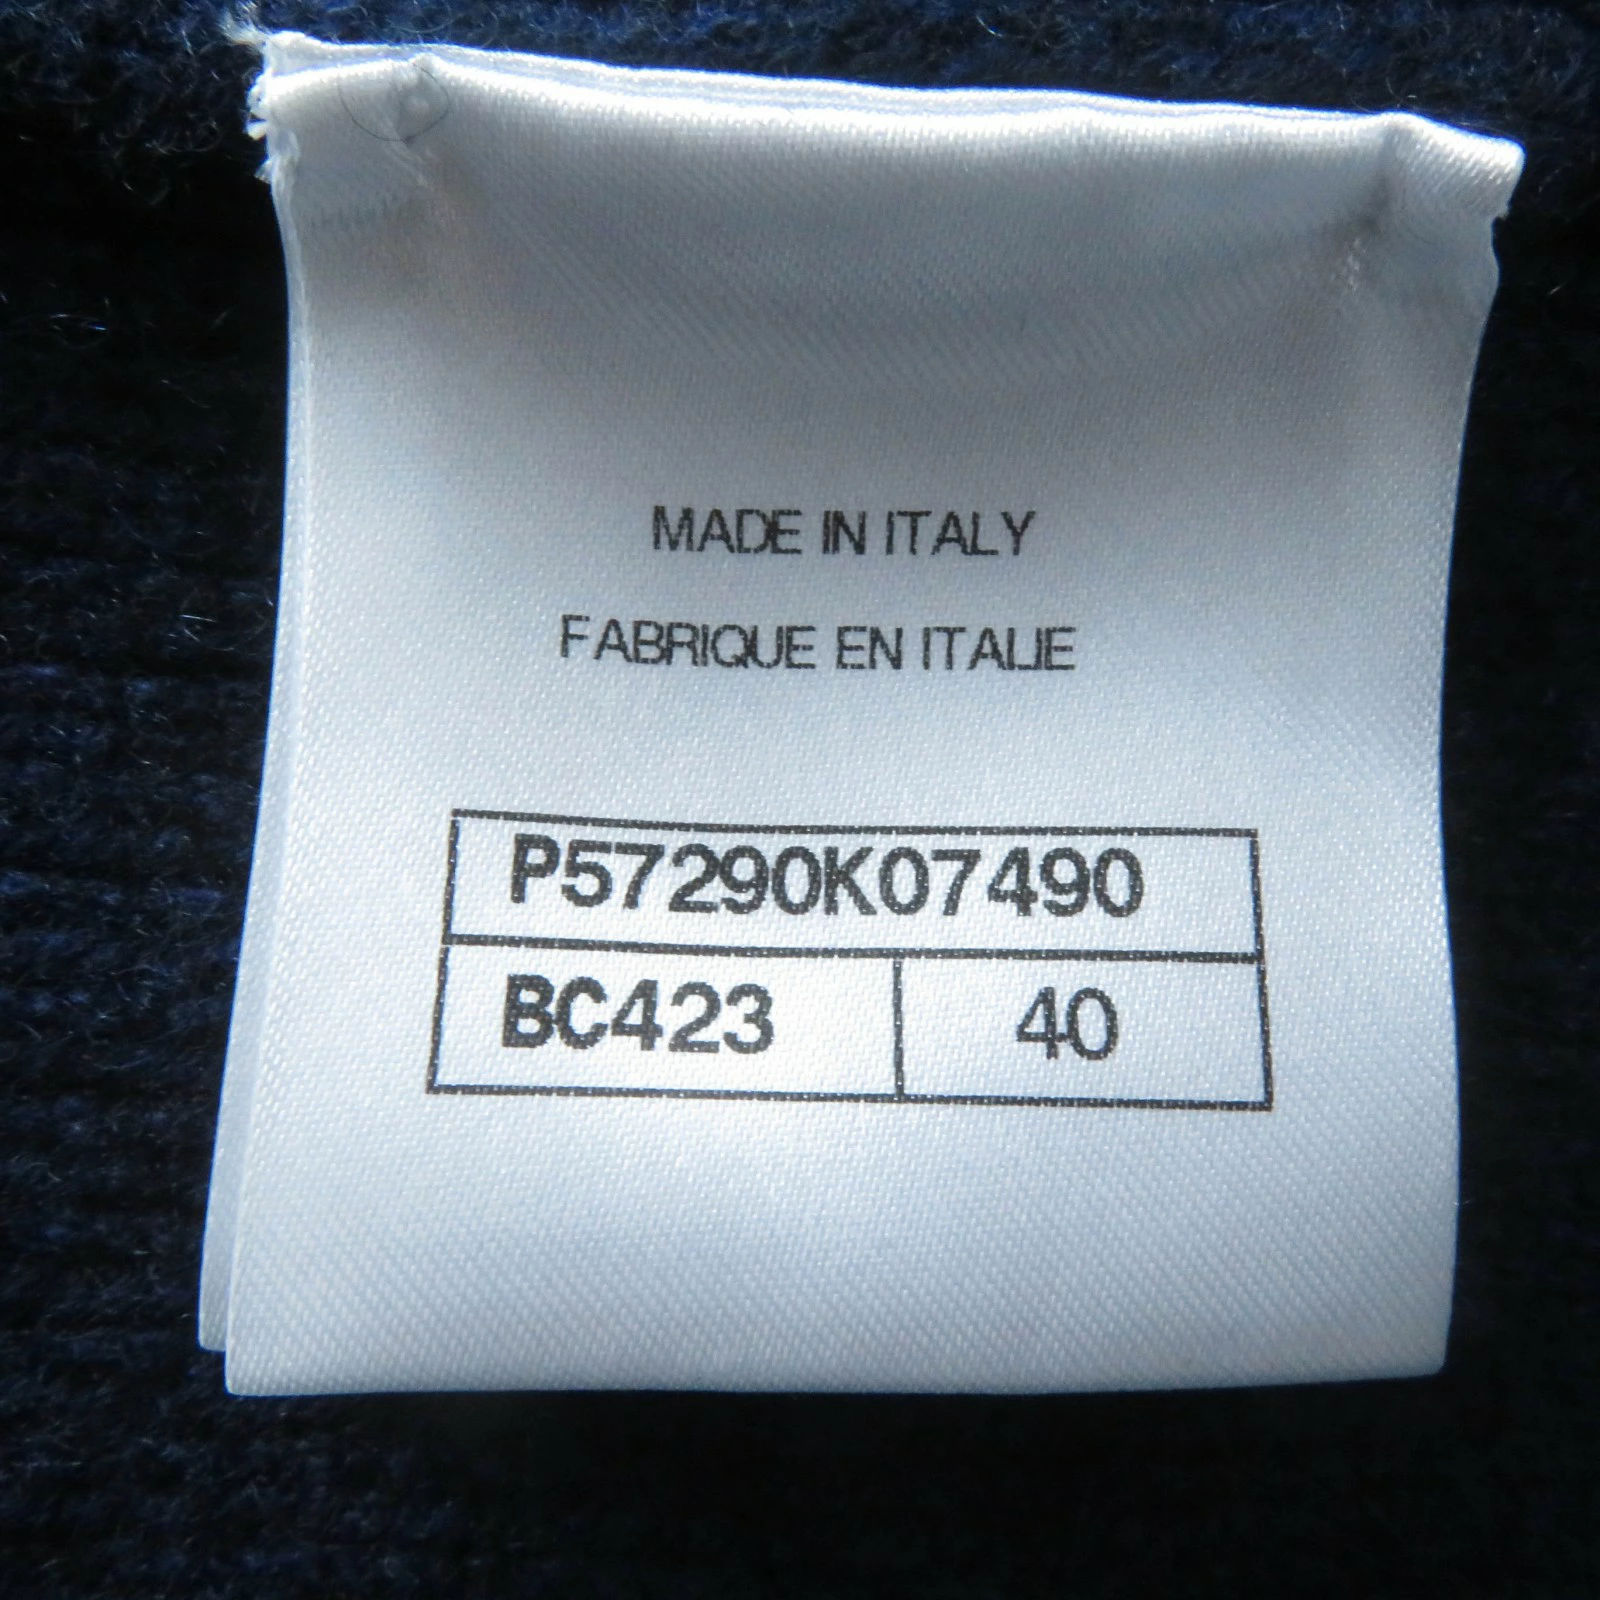 MADE IN ITALY
FABRIQUE EN ITALIE
P57290K07490
BC423 40